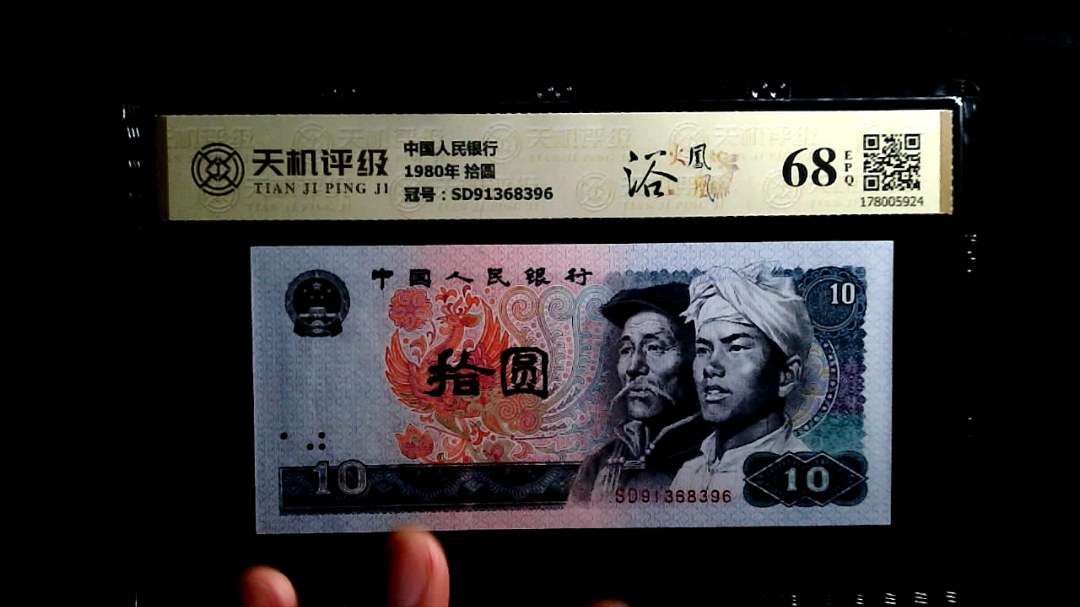 天机评级
TIAN JI PING JI
中国人民银行
1980年 拾圆
冠号：SD91368396
浴火凤凰
68
EPQ
178005924
中国人民银行
10
拾圆
10
10
SD91368396